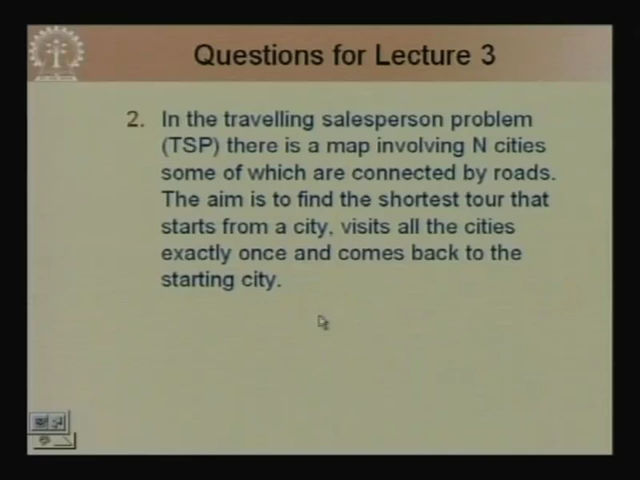 Questions for Lecture 3
2. In the travelling salesperson problem
(TSP) there is a map involving N cities
some of which are connected by roads.
The aim is to find the shortest tour that
starts from a city, visits all the cities
exactly once and comes back to the
starting city.